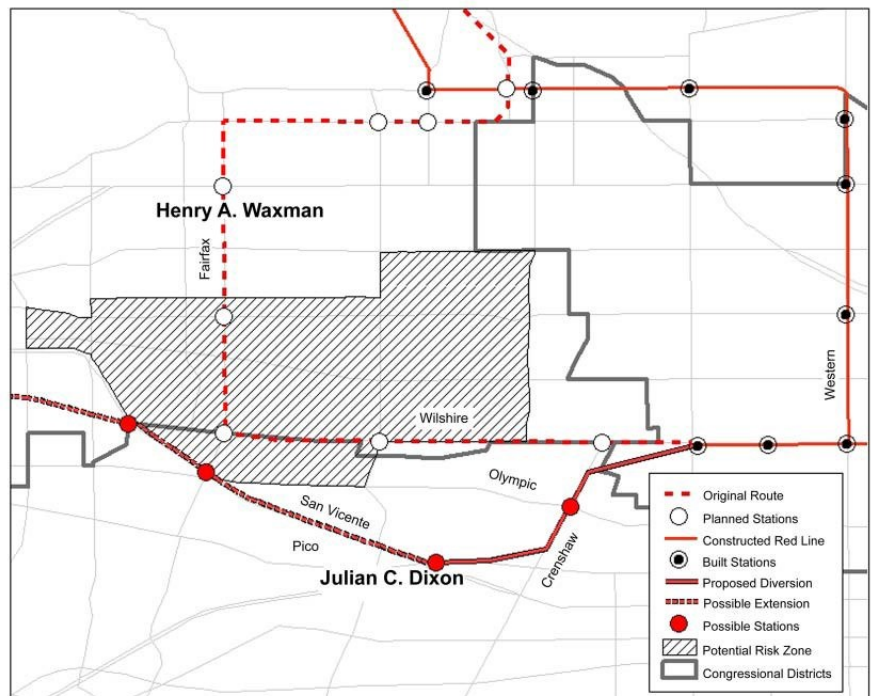 Henry A. Waxman
Fairfax
Western
Wilshire
Olympic
San Vicente
Pico
Crenshaw
Julian C. Dixon
Original Route
Planned Stations
Constructed Red Line
Built Stations
Proposed Diversion
Possible Extension
Possible Stations
Potential Risk Zone
Congressional Districts